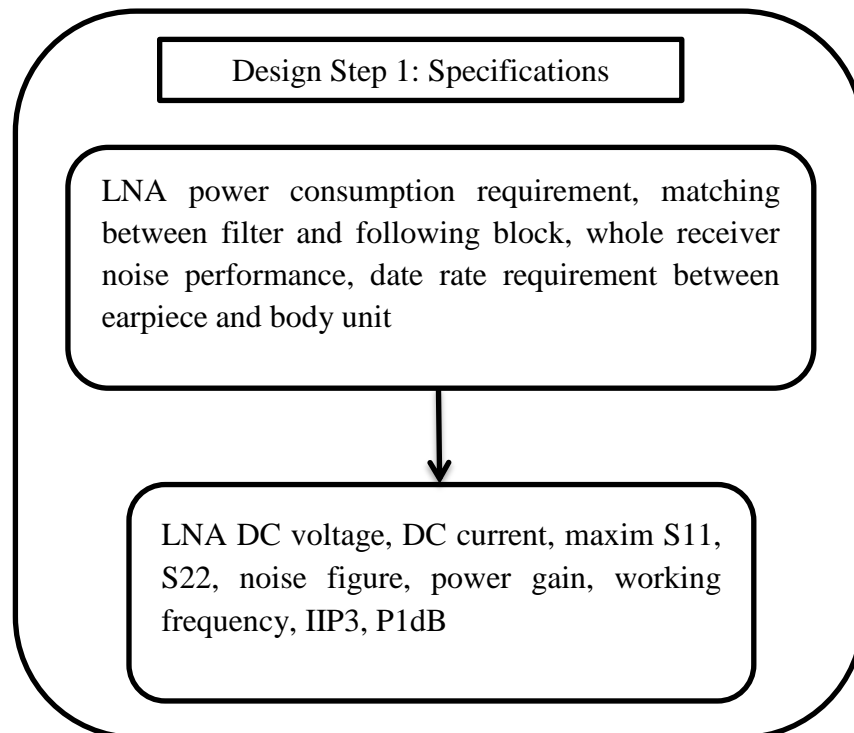 Design Step 1: Specifications
LNA power consumption requirement, matching
between filter and following block, whole receiver
noise performance, date rate requirement between
earpiece and body unit
LNA DC voltage, DC current, maxim S11,
S22, noise figure, power gain, working
frequency, IIP3, P1dB